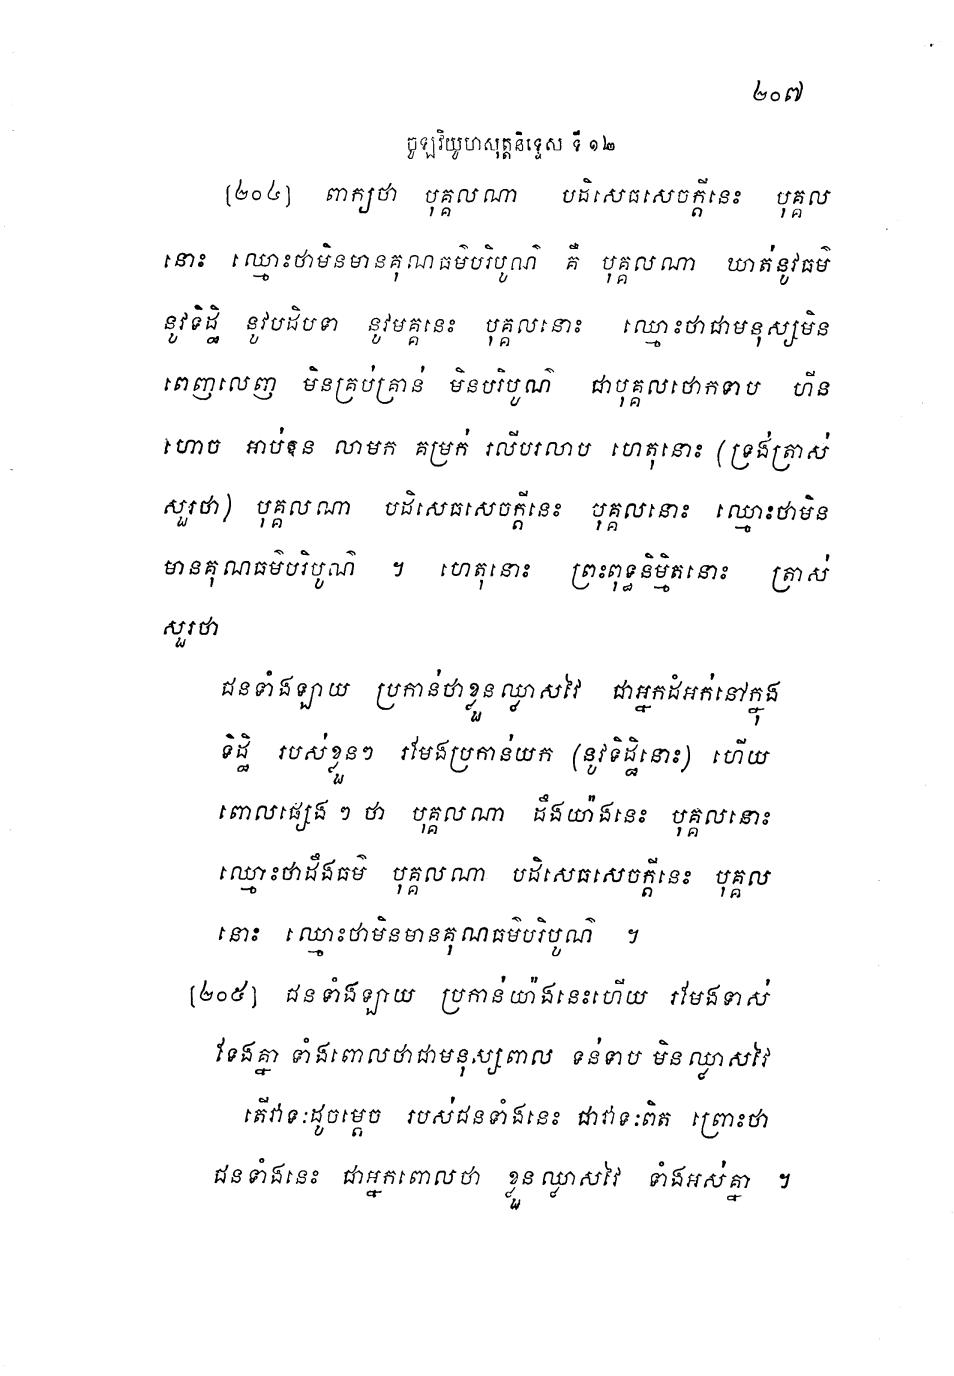 ២០៧
ចូឡវិយូហសុត្តនិទ្ទេស ទី ១២
[២០៤] ពាក្យថា បុគ្គលណា បដិសេធសេចក្តីនេះ បុគ្គល
នោះ ឈ្មោះថាមិនមានគុណធម៌បរិបូណ៌ គឺ បុគ្គលណា ឃាត់នូវធម៌
នូវទិដ្ឋិ នូវបដិបទា នូវមគ្គនេះ បុគ្គលនោះ ឈ្មោះថាជាមនុស្សមិន
ពេញលេញ មិនគ្រប់គ្រាន់ មិនបរិបូណ៌ ជាបុគ្គលថោកទាប ហីន
ហោច អាប់ឱន លាមក គម្រក់ រលីបរលាប ហេតុនោះ (ទ្រង់ត្រាស់
សួរថា) បុគ្គលណា បដិសេធសេចក្តីនេះ បុគ្គលនោះ ឈ្មោះថាមិន
មានគុណធម៌បរិបូណ៌ ។ ហេតុនោះ ព្រះពុទ្ធនិម្មិតនោះ ត្រាស់
សួរថា
ជនទាំងឡាយ ប្រកាន់ថាខ្លួនឈ្លាសវៃ ជាអ្នកដំអក់នៅក្នុង
ទិដ្ឋិ របស់ខ្លួនៗ រមែងប្រកាន់យក (នូវទិដ្ឋិនោះ) ហើយ
ពោលផ្សេង ៗ ថា បុគ្គលណា ដឹងយ៉ាងនេះ បុគ្គលនោះ
ឈ្មោះថាដឹងធម៌ បុគ្គលណា បដិសេធសេចក្តីនេះ បុគ្គល
នោះ ឈ្មោះថាមិនមានគុណធម៌បរិបូណ៌ ។
[២០៥] ជនទាំងឡាយ ប្រកាន់យ៉ាងនេះហើយ រមែងទាស់
ទែងគ្នា ទាំងពោលថាជាមនុស្សពាល ទន់ទាប មិនឈ្លាសវៃ
តើវាទៈដូចម្តេច របស់ជនទាំងនេះ ជាវាទៈពិត ព្រោះថា
ជនទាំងនេះ ជាអ្នកពោលថា ខ្លួនឈ្លាសវៃ ទាំងអស់គ្នា ។